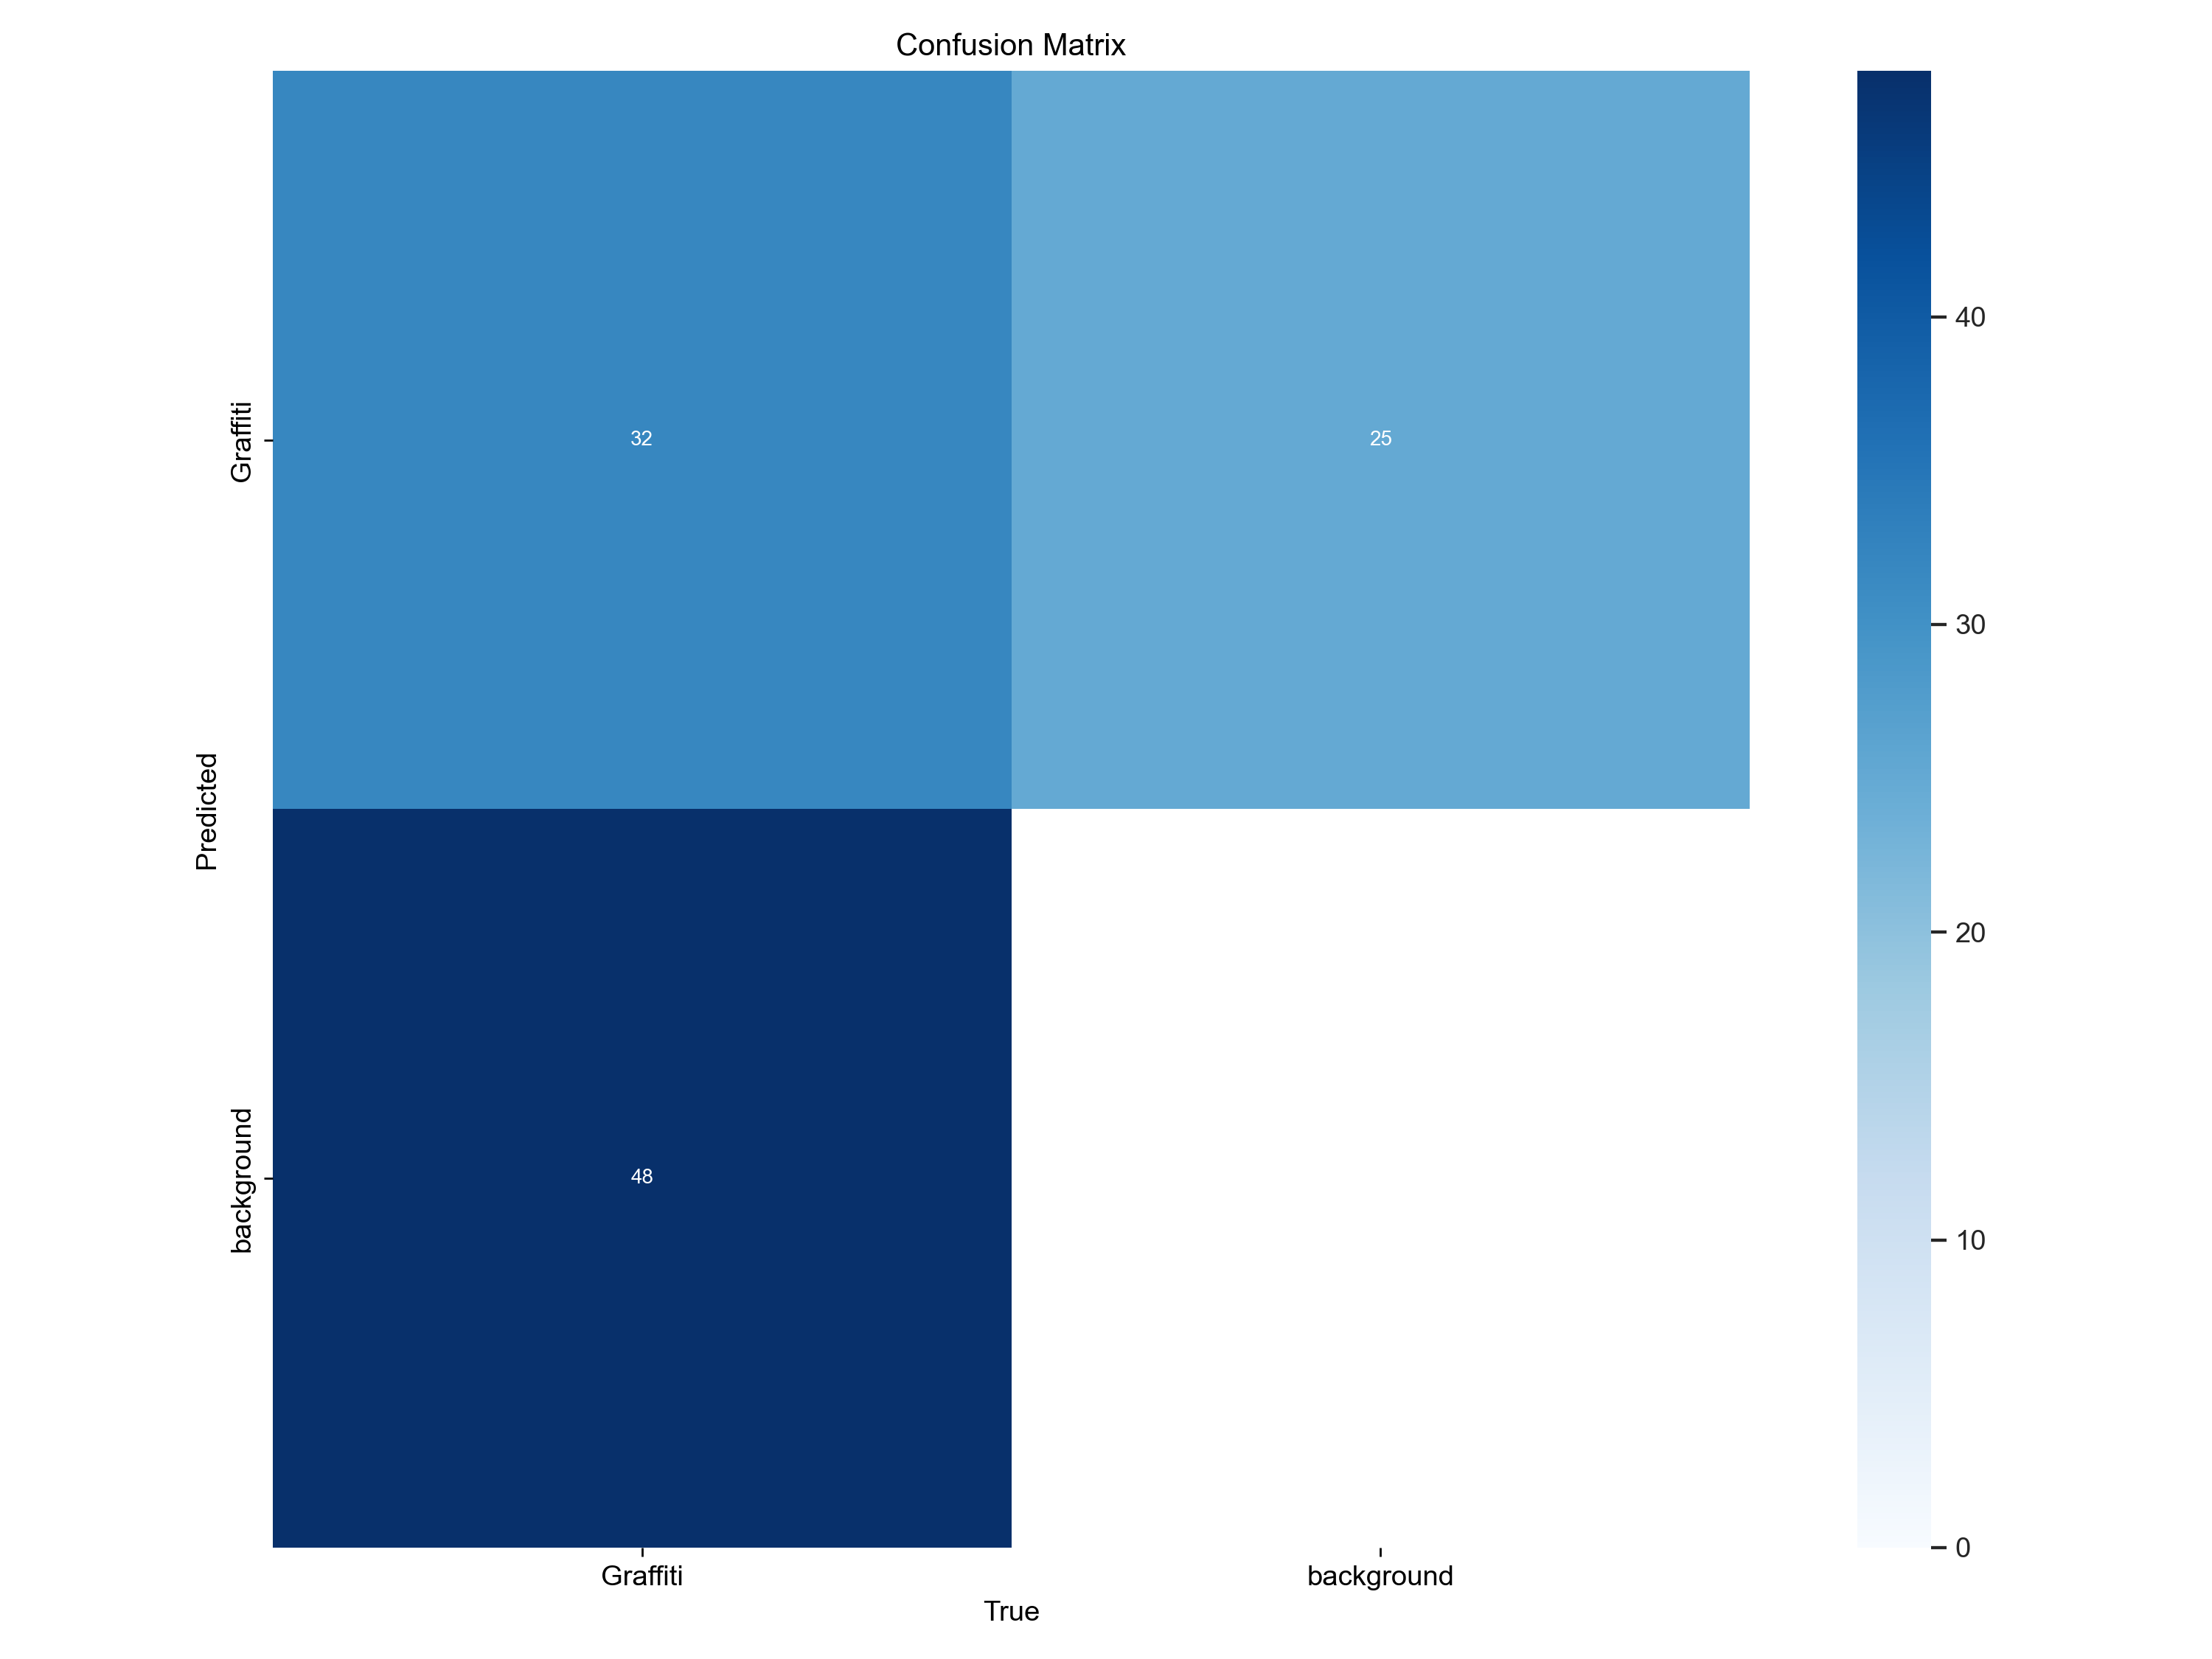 Confusion Matrix
Graffiti
32
25
Predicted
background
48
Graffiti
background
True
40
30
20
10
0